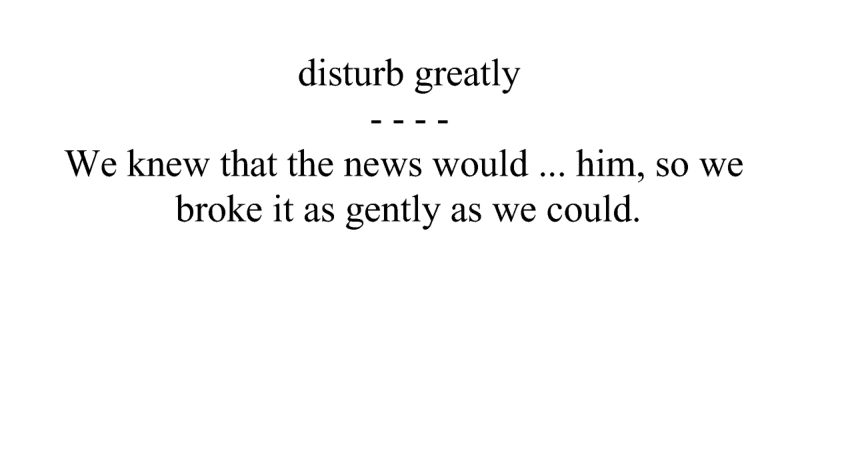 disturb greatly
- - - -
We knew that the news would ... him, so we
broke it as gently as we could.